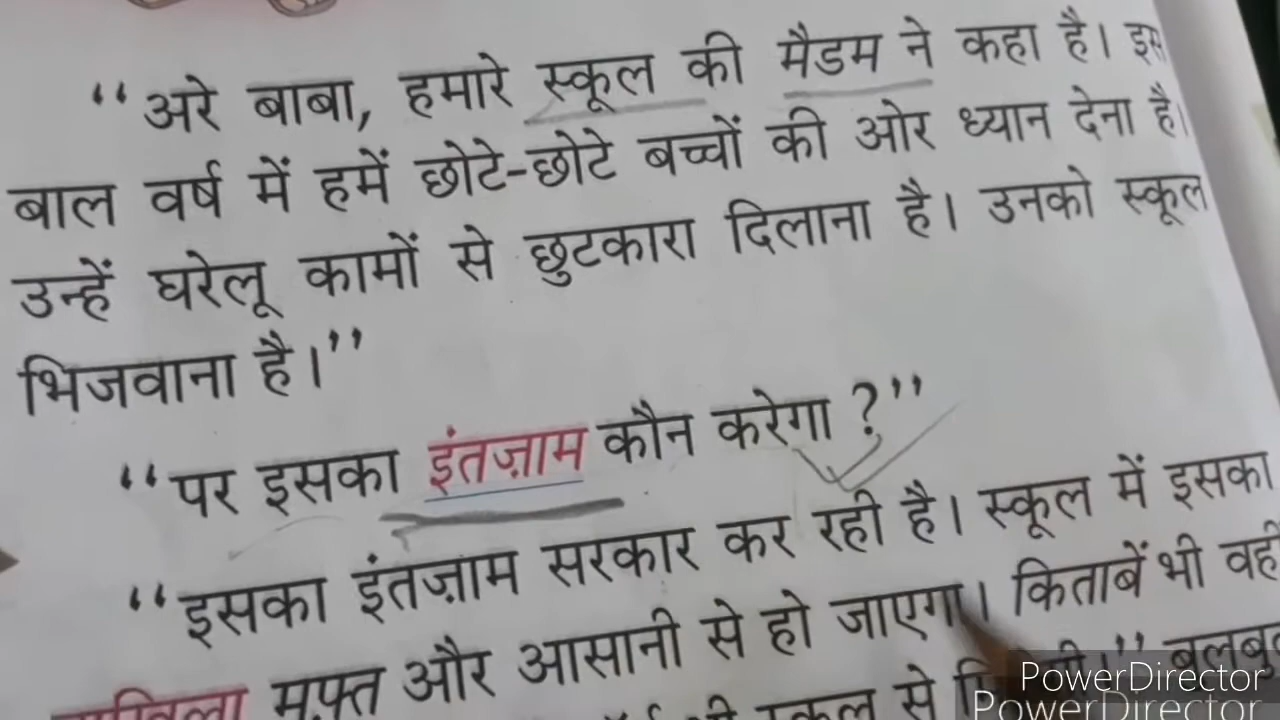 “अरे बाबा, हमारे स्कूल की मैडम ने कहा है। इस
बाल वर्ष में हमें छोटे-छोटे बच्चों की ओर ध्यान देना है।
उन्हें घरेलू कामों से छुटकारा दिलाना है। उनको स्कूल
भिजवाना है।”
“पर इसका इंतज़ाम कौन करेगा ?”
“इसका इंतज़ाम सरकार कर रही है। स्कूल में इसका
मुफ़्त और आसानी से हो जाएगा। किताबें भी वही
स्कूल से
PowerDirector
PowerDirector